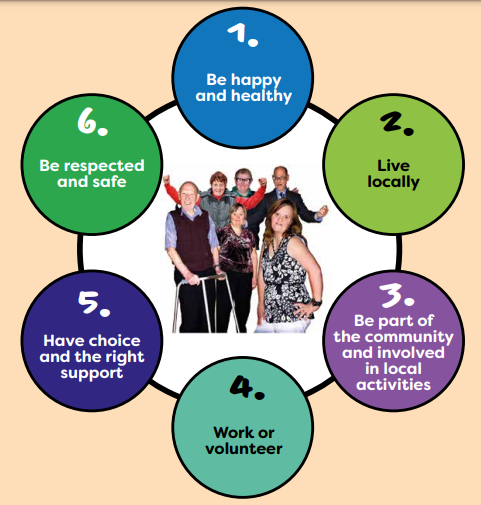 1.
Be happy
and healthy
2.
Live
locally
3.
Be part of
the community
and involved
in local
activities
4.
Work or
volunteer
5.
Have choice
and the right
support
6.
Be respected
and safe